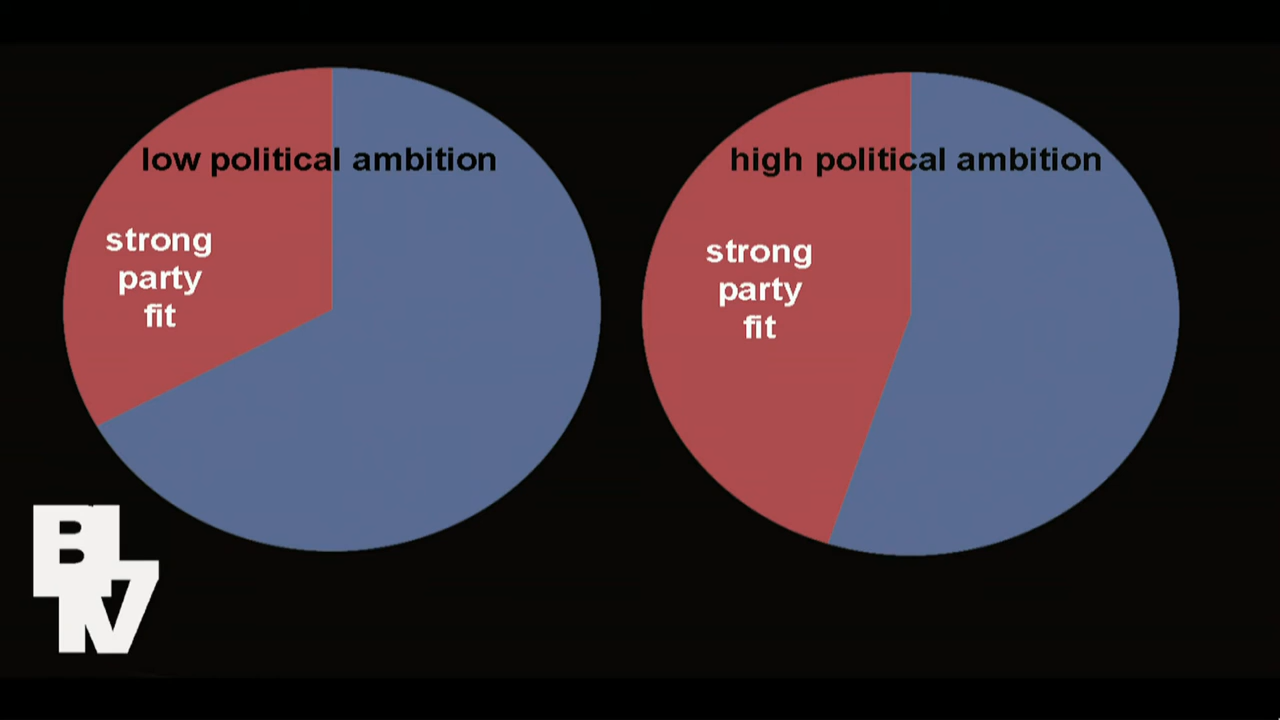 low political ambition
strong
party
fit
high political ambition
strong
party
fit